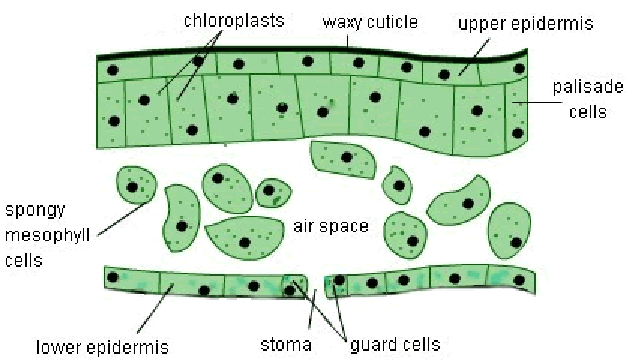 chloroplasts
waxy cuticle
upper epidermis
palisade
cells
spongy
mesophyll
cells
air space
lower epidermis
stoma
guard cells